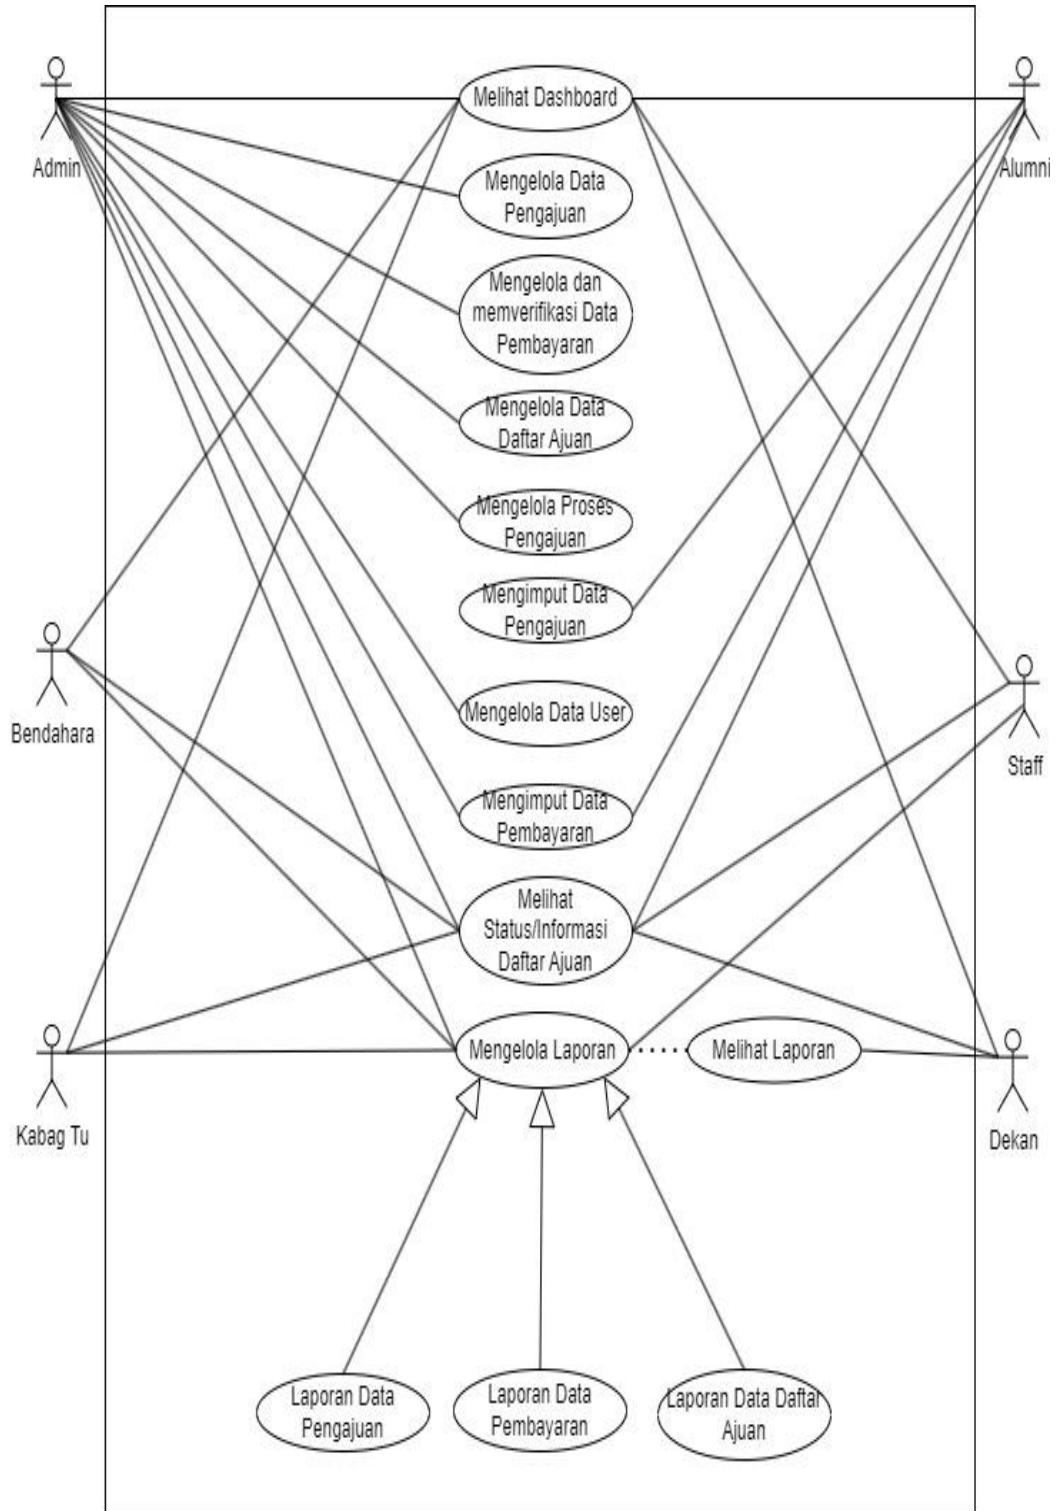 Melihat Dashboard
Admin
Alumni
Mengelola Data
Pengajuan
Mengelola dan
memverifikasi Data
Pembayaran
Mengelola Data
Daftar Ajuan
Mengelola Proses
Pengajuan
Mengimput Data
Pengajuan
Mengelola Data User
Bendahara
Staff
Mengimput Data
Pembayaran
Melihat
Status/Informasi
Daftar Ajuan
Mengelola Laporan
Melihat Laporan
Kabag Tu
Dekan
Laporan Data
Pengajuan
Laporan Data
Pembayaran
Laporan Data Daftar
Ajuan